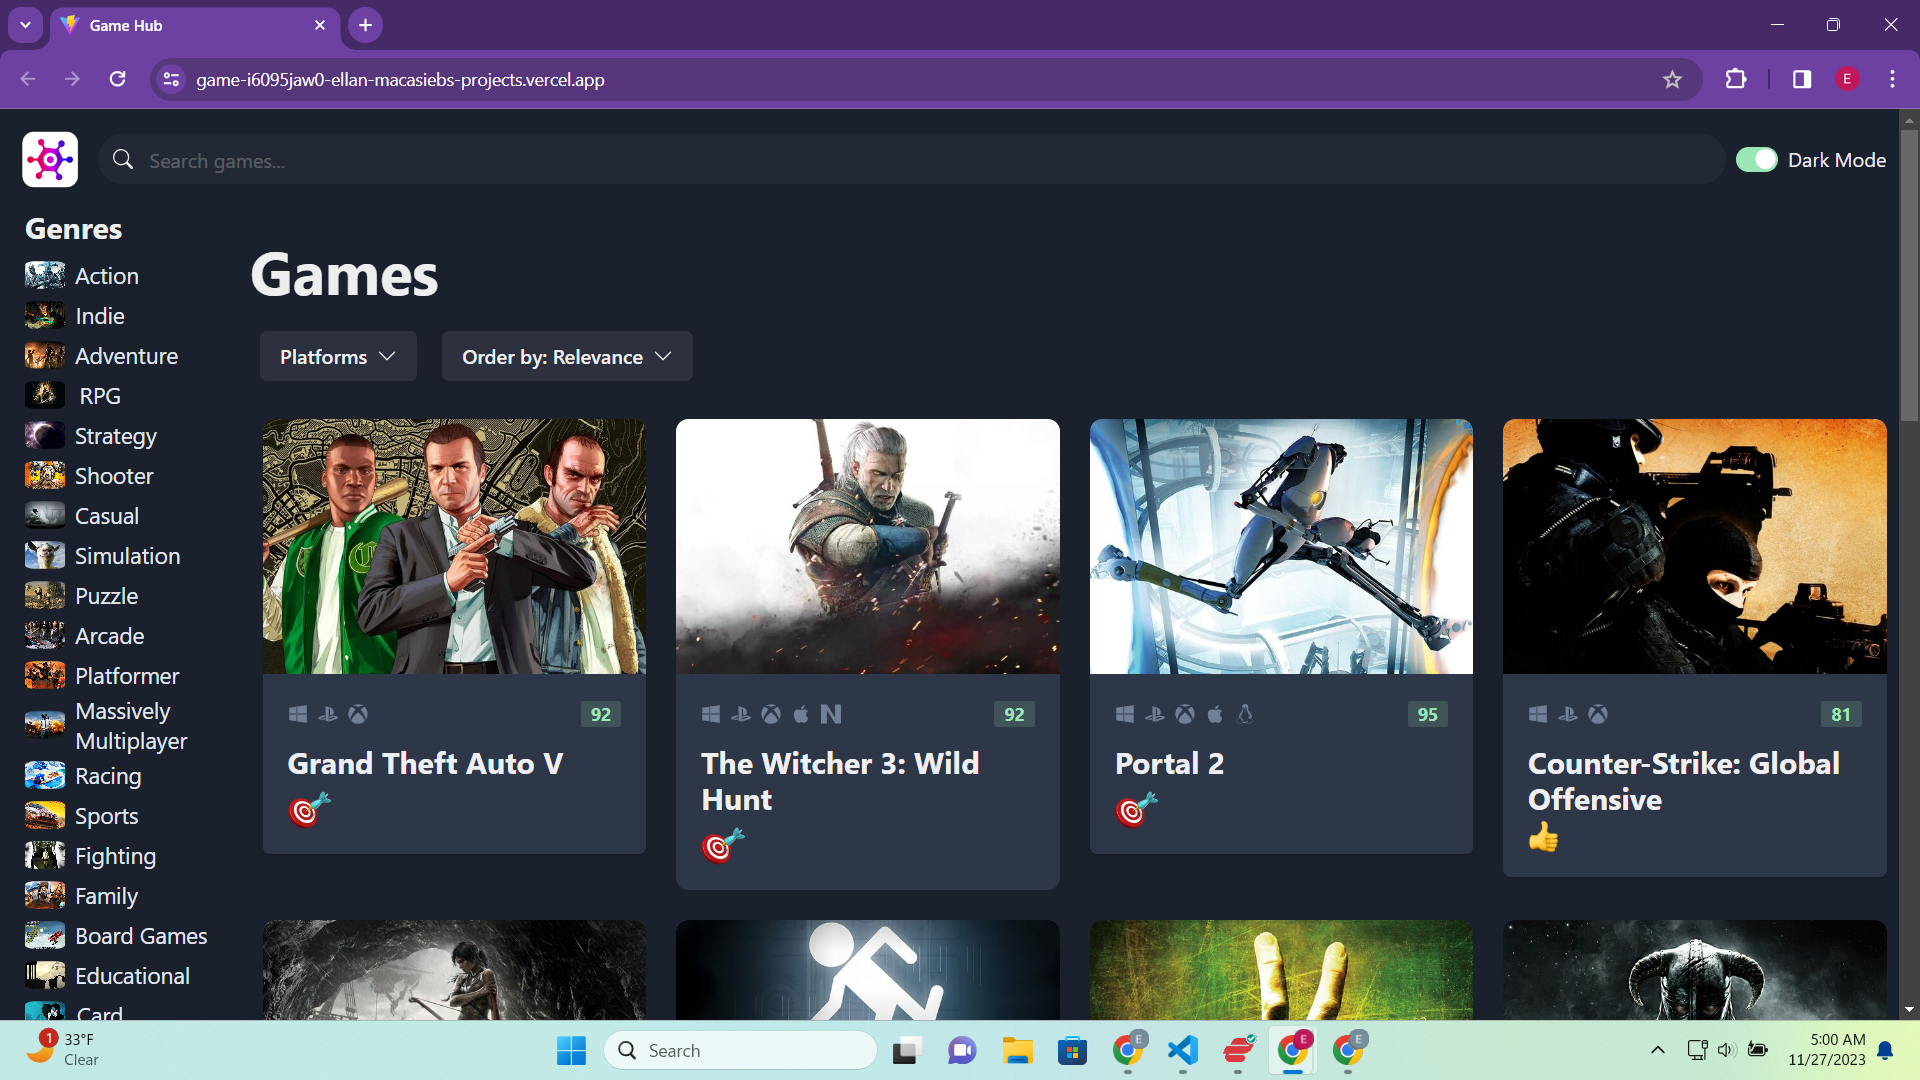 Game Hub
game-i6095jaw0-ellan-macasiebs-projects.vercel.app
E
Search games...
Dark Mode
Genres
Action
Indie
Adventure
RPG
Strategy
Shooter
Casual
Simulation
Puzzle
Arcade
Platformer
Massively
Multiplayer
Racing
Sports
Fighting
Family
Board Games
Educational
Card
Games
Platforms
Order by: Relevance
92
Grand Theft Auto V
92
The Witcher 3: Wild
Hunt
95
Portal 2
81
Counter-Strike: Global
Offensive
1
33°F
Clear
Search
E
E
E
5:00 AM
11/27/2023